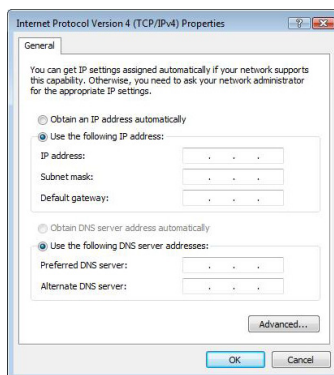 Internet Protocol Version 4 (TCP/IPv4) Properties
General
You can get IP settings assigned automatically if your network supports
this capability. Otherwise, you need to ask your network administrator
for the appropriate IP settings.
Obtain an IP address automatically
Use the following IP address:
IP address:
Subnet mask:
Default gateway:
Obtain DNS server address automatically
Use the following DNS server addresses:
Preferred DNS server:
Alternate DNS server:
Advanced...
OK Cancel